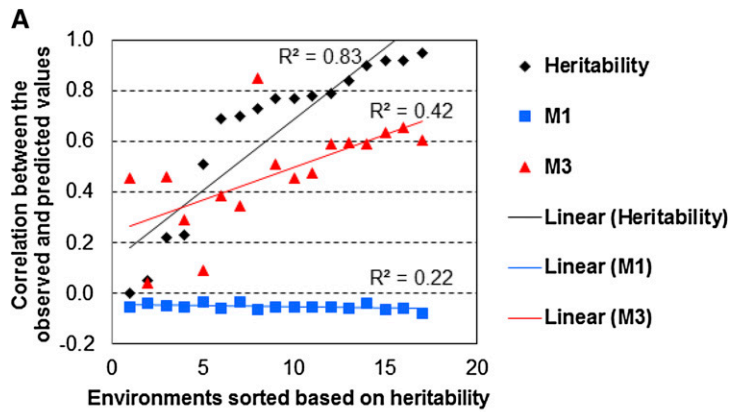 A
Correlation between the
observed and predicted values
1.0
0.8
0.6
0.4
0.2
0.0
-0.2
R² = 0.83
R² = 0.42
R² = 0.22
0
5
10
15
20
Environments sorted based on heritability
Heritability
M1
M3
Linear (Heritability)
Linear (M1)
Linear (M3)